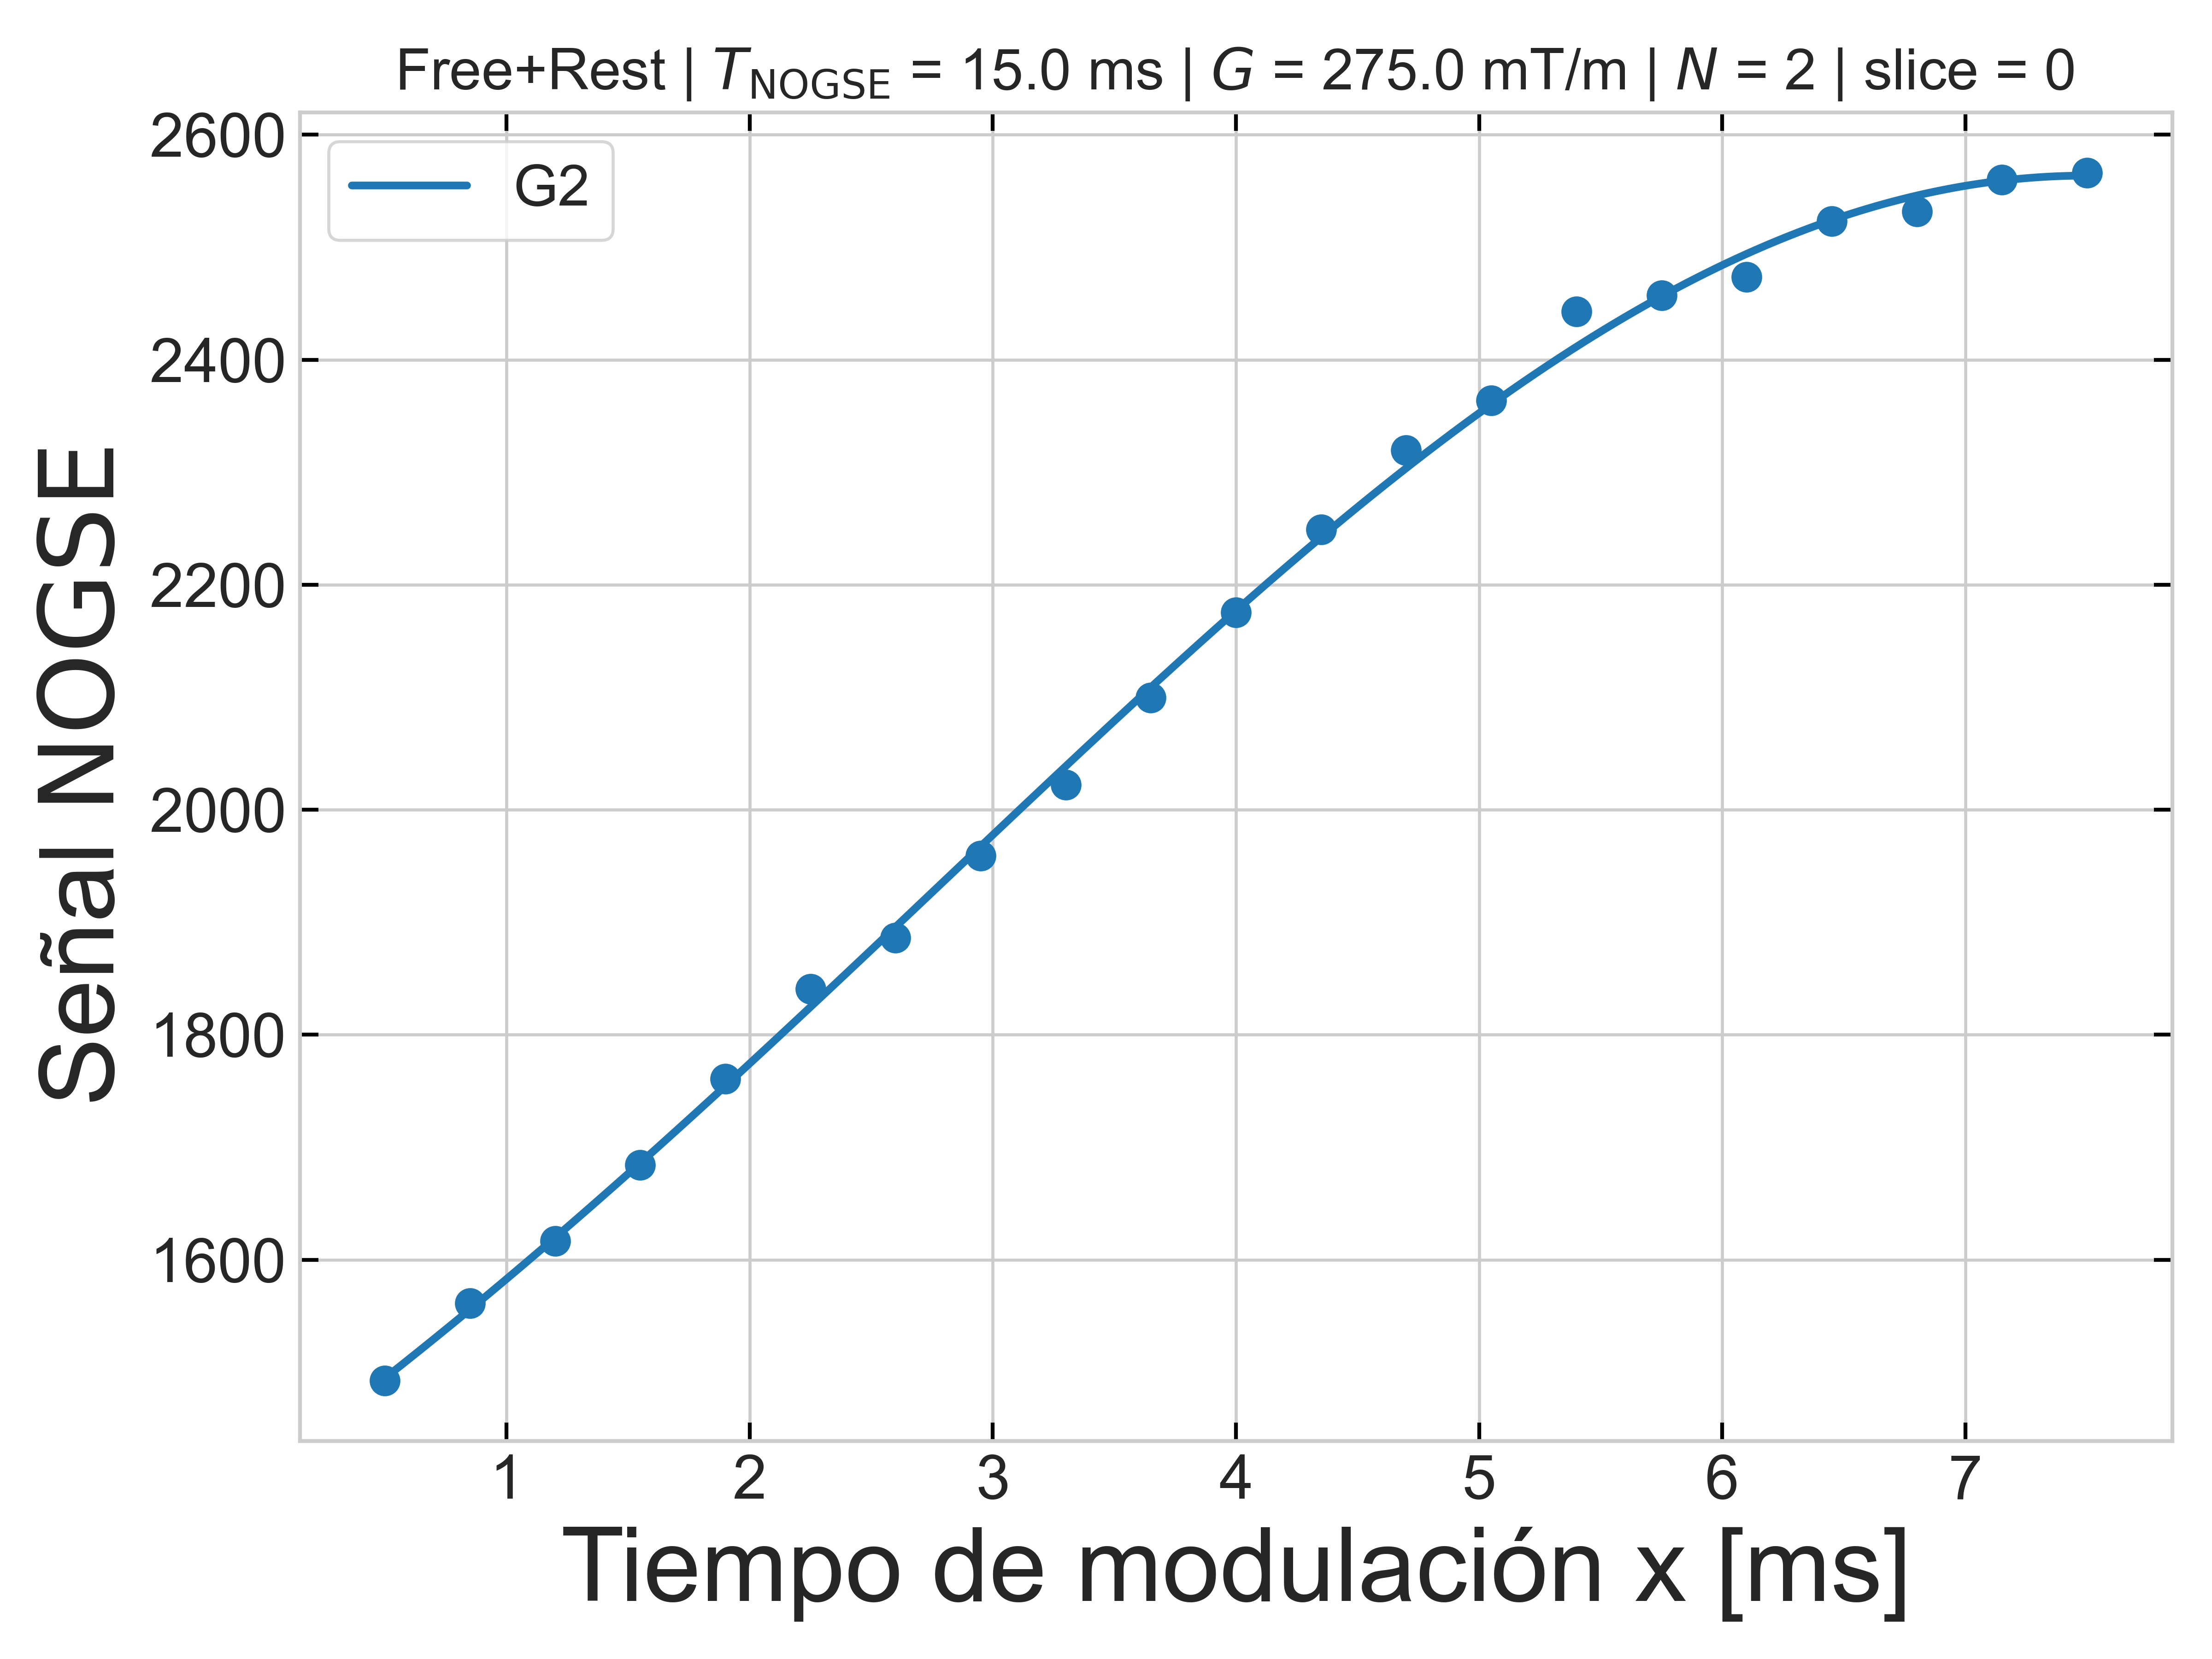 Free+Rest | T_NOGSE = 15.0 ms | G = 275.0 mT/m | N = 2 | slice = 0
G2
2600
2400
2200
2000
1800
1600
Señal NOGSE
1 2 3 4 5 6 7
Tiempo de modulación x [ms]